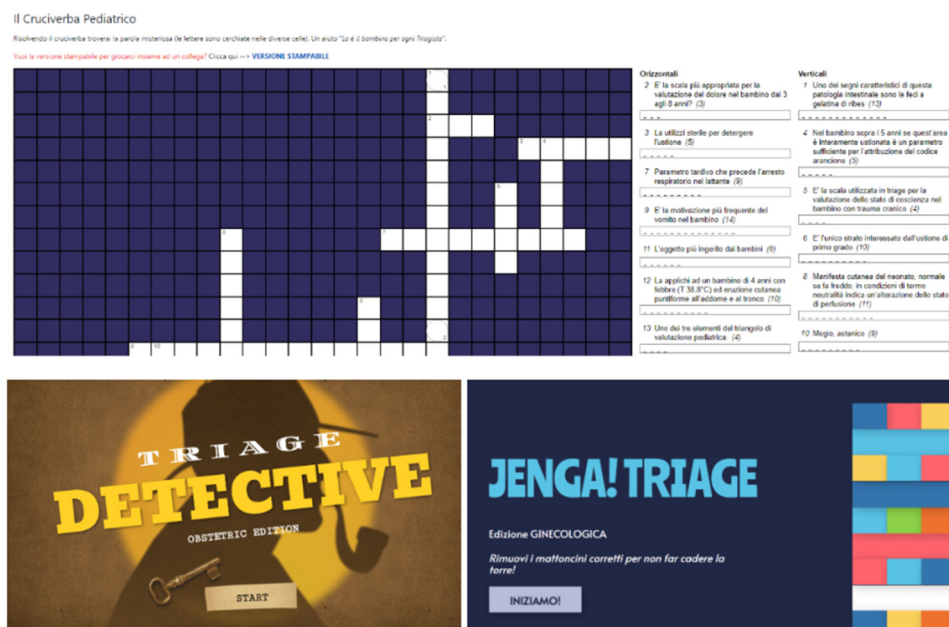 Il Cruciverba Pediatrico
Risolvendo il cruciverba troverai la parola misteriosa (le lettere sono cerchiate nelle diverse celle). Un aiuto "Lo è il bambino per ogni Triagista".
Vuoi la versione stampabile per giocarci insieme ad un collega? Clicca qui --> VERSIONE STAMPABILE
Orizzontali
2 E' la scala più appropriata per la
valutazione del dolore nel bambino dai 3
agli 8 anni? (3)
3 La utilizzi sterile per detergere
l'ustione (5)
7 Parametro tardivo che precede l'arresto
respiratorio nel lattante (9)
9 E' la motivazione più frequente del
vomito nel bambino (14)
11 L'oggetto più ingerito dai bambini (6)
12 La applichi ad un bambino di 4 anni con
febbre (T 38,8°C) ed eruzione cutanea
puntiforme all'addome e al tronco (10)
13 Uno dei tre elementi del triangolo di
valutazione pediatrica. (4)
Verticali
1 Uno dei segni caratteristici di questa
patologia intestinale sono le feci a
gelatina di ribes (13)
4 Nel bambino sopra i 5 anni se quest'area
è interamente ustionata è un parametro
sufficiente per l'attribuzione del codice
arancione (5)
5 E' la scala utilizzata in triage per la
valutazione dello stato di coscienza nel
bambino con trauma cranico (4)
6 E' l'unico strato interessato dall'ustione di
primo grado (10)
8 Manifesta cutanea del neonato, normale
se fa freddo, in condizioni di termo
neutralità indica un'alterazione dello stato
di perfusione (11)
10 Mogio, astenico (9)
TRIAGE
DETECTIVE
OBSTETRIC EDITION
START
JENGA! TRIAGE
Edizione GINECOLOGICA
Rimuovi i mattoncini corretti per non far cadere la
torre!
INIZIAMO!